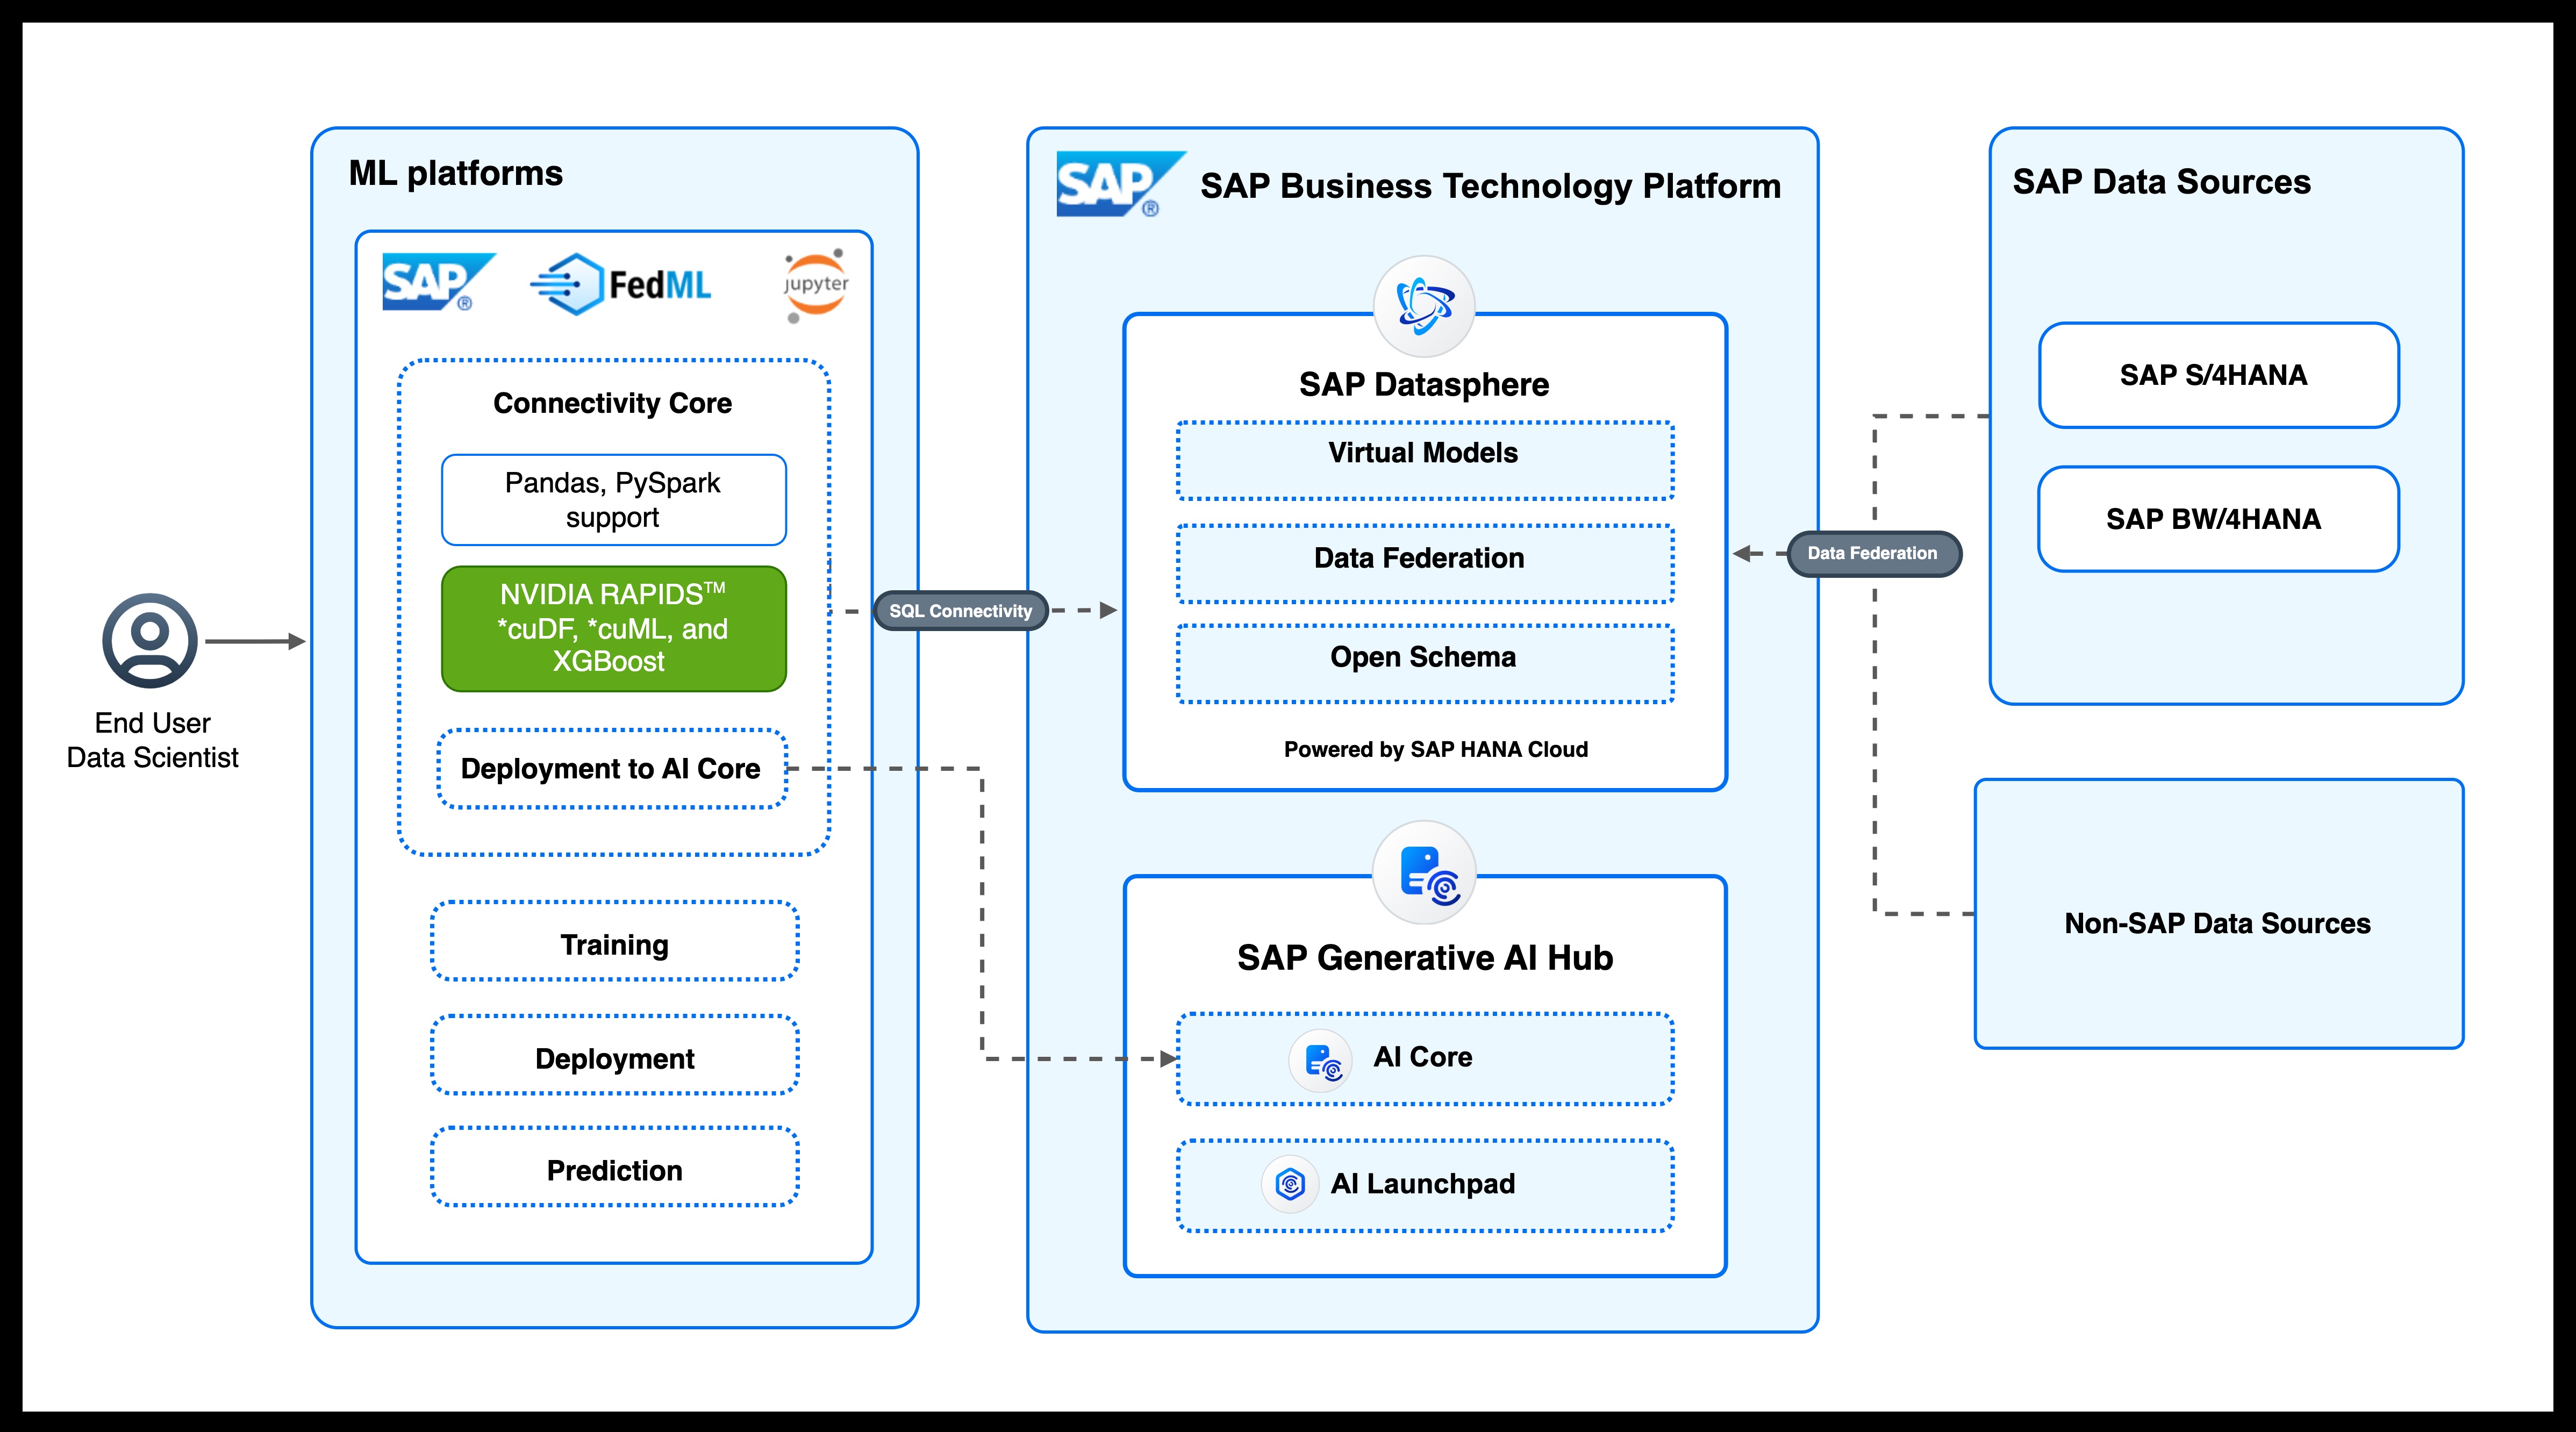 End User
Data Scientist
ML platforms
SAP®
FedML
jupyter
Connectivity Core
Pandas, PySpark
support
NVIDIA RAPIDS™
*cuDF, *cuML, and
XGBoost
Deployment to AI Core
Training
Deployment
Prediction
SQL Connectivity
SAP®
SAP Business Technology Platform
SAP Datasphere
Virtual Models
Data Federation
Open Schema
Powered by SAP HANA Cloud
SAP Generative AI Hub
AI Core
AI Launchpad
Data Federation
SAP Data Sources
SAP S/4HANA
SAP BW/4HANA
Non-SAP Data Sources